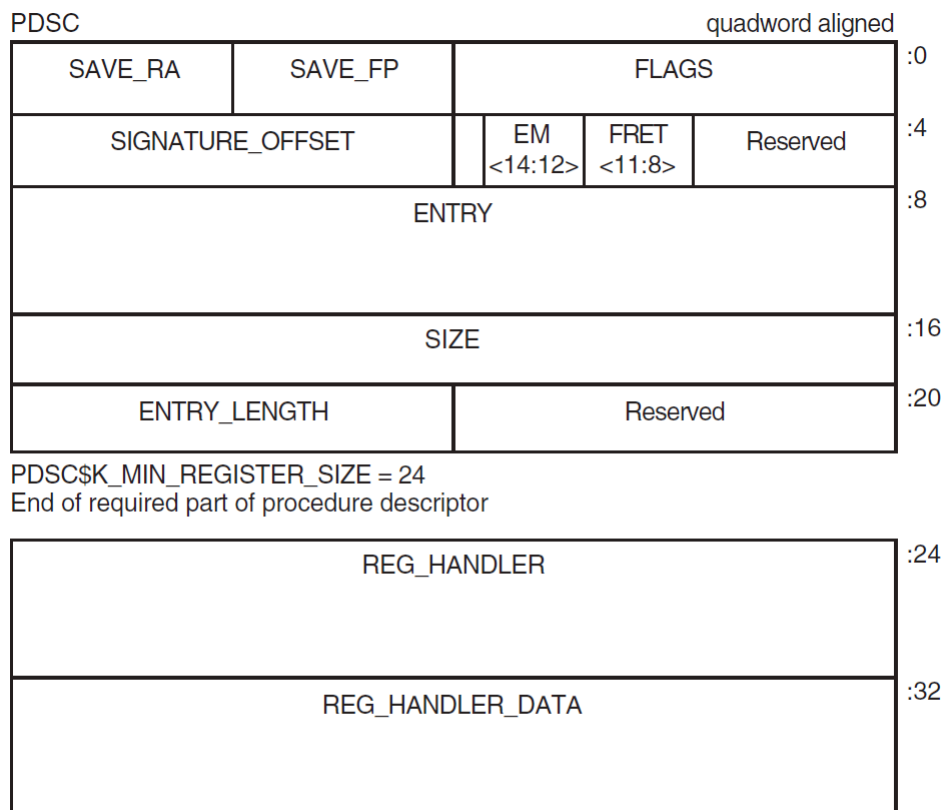 PDSC quadword aligned
SAVE_RA SAVE_FP FLAGS :0
SIGNATURE_OFFSET EM <14:12> FRET <11:8> Reserved :4
ENTRY :8
SIZE :16
ENTRY_LENGTH Reserved :20
PDSC$K_MIN_REGISTER_SIZE = 24
End of required part of procedure descriptor
REG_HANDLER :24
REG_HANDLER_DATA :32